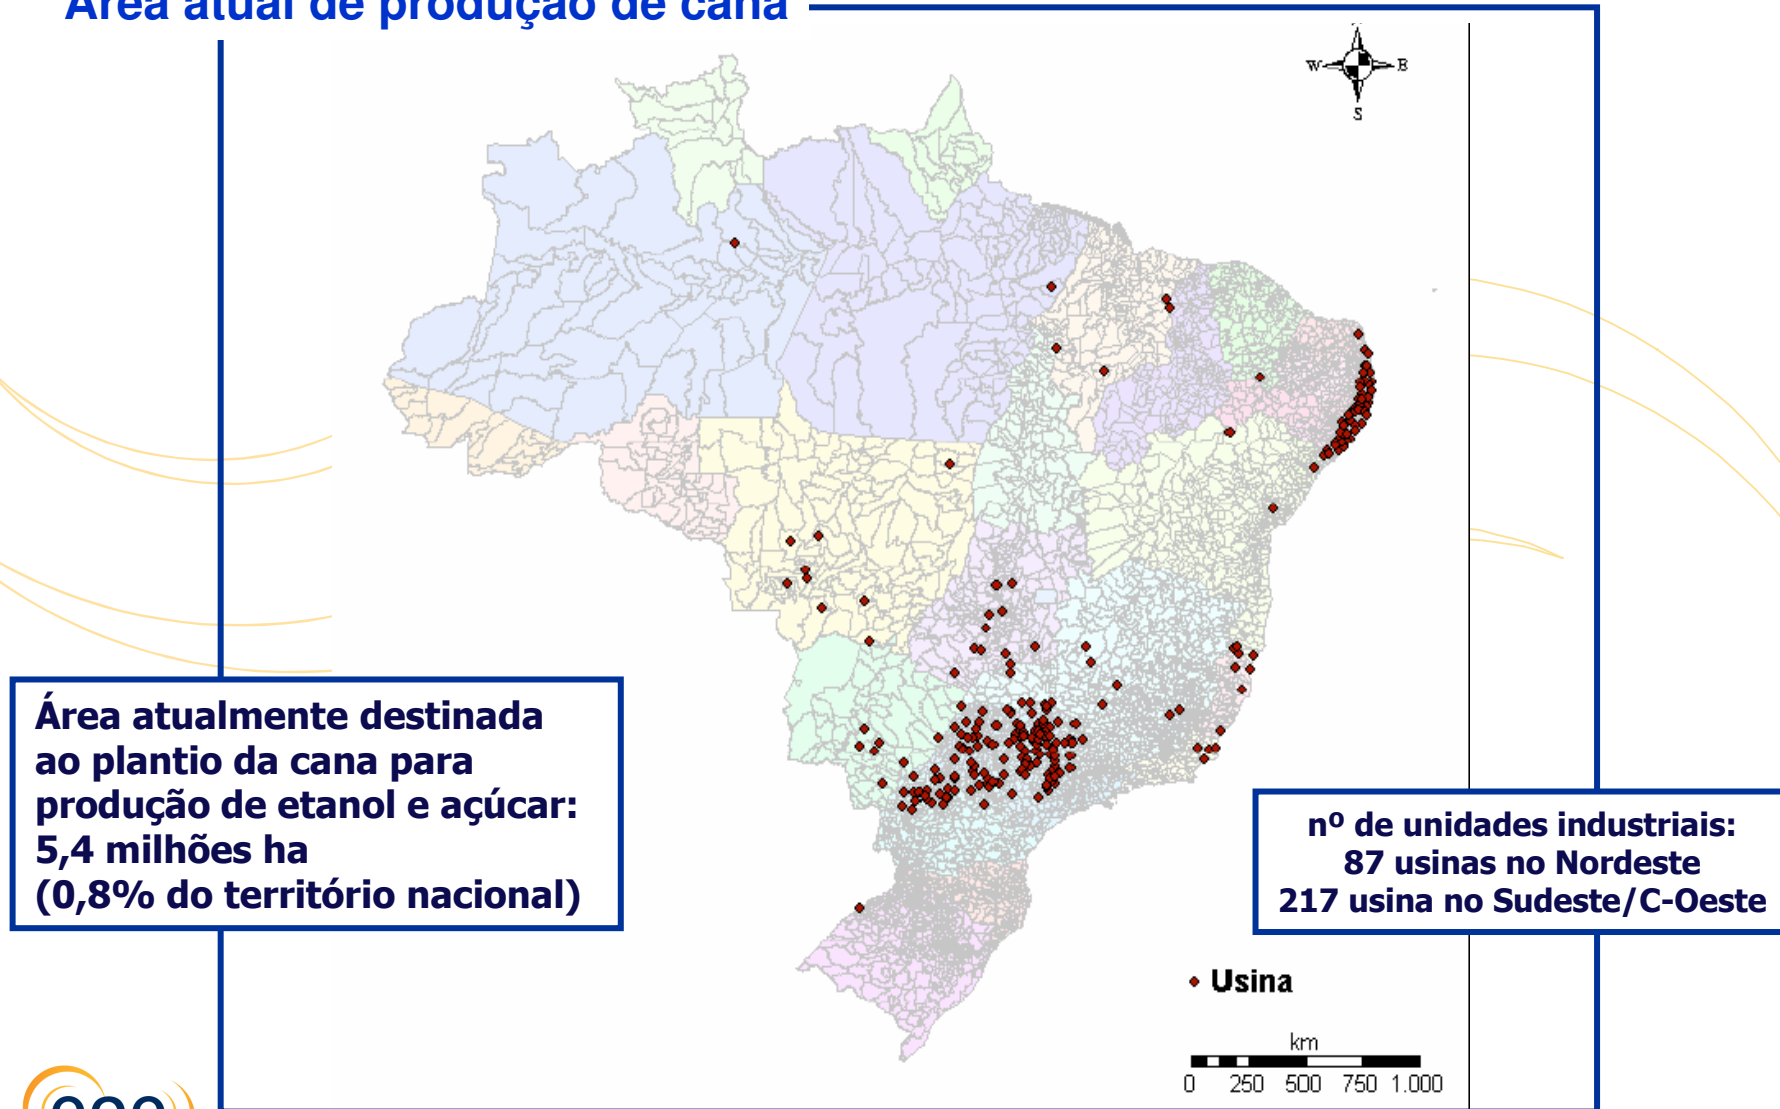 Área atual de produção de cana
W
E
S
Área atualmente destinada
ao plantio da cana para
produção de etanol e açúcar:
5,4 milhões ha
(0,8% do território nacional)
nº de unidades industriais:
87 usinas no Nordeste
217 usina no Sudeste/C-Oeste
Usina
km
0 250 500 750 1.000